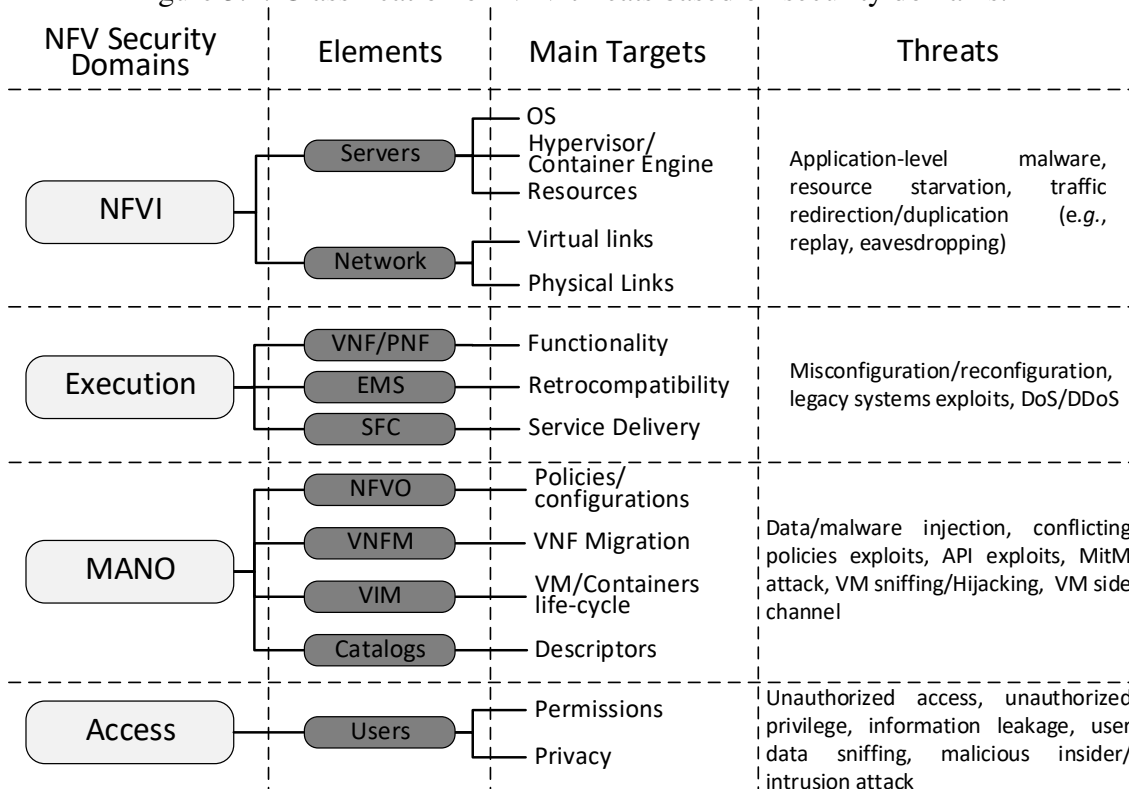 NFV Security
Domains
Elements
Main Targets
Threats
NFVI
Servers
Network
OS
Hypervisor/
Container Engine
Resources
Virtual links
Physical Links
Application-level malware,
resource starvation, traffic
redirection/duplication (e.g.,
replay, eavesdropping)
Execution
VNF/PNF
EMS
SFC
Functionality
Retrocompatibility
Service Delivery
Misconfiguration/reconfiguration,
legacy systems exploits, DoS/DDoS
MANO
NFVO
VNFM
VIM
Catalogs
Policies/
configurations
VNF Migration
VM/Containers
life-cycle
Descriptors
Data/malware injection, conflicting
policies exploits, API exploits, MitM
attack, VM sniffing/Hijacking, VM side
channel
Access
Users
Permissions
Privacy
Unauthorized access, unauthorized
privilege, information leakage, user
data sniffing, malicious insider/
intrusion attack